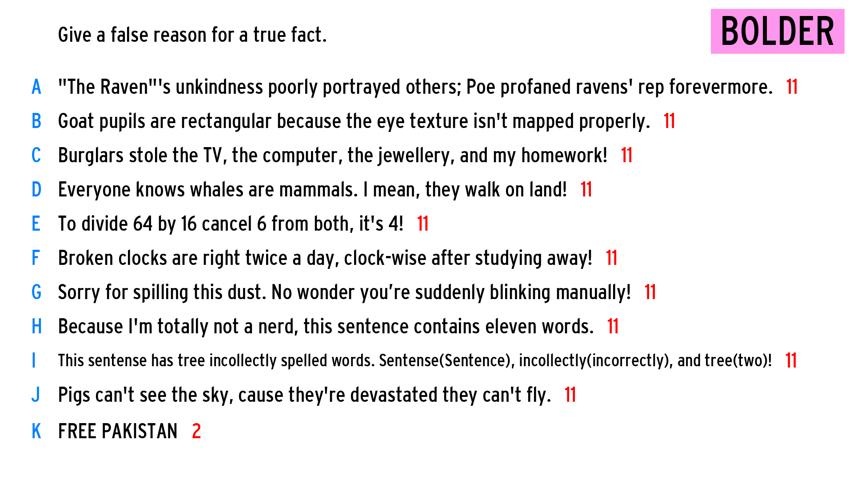 Give a false reason for a true fact.
BOLDER
A "The Raven"'s unkindness poorly portrayed others; Poe profaned ravens' rep forevermore. 11
B Goat pupils are rectangular because the eye texture isn't mapped properly. 11
C Burglars stole the TV, the computer, the jewellery, and my homework! 11
D Everyone knows whales are mammals. I mean, they walk on land! 11
E To divide 64 by 16 cancel 6 from both, it's 4! 11
F Broken clocks are right twice a day, clock-wise after studying away! 11
G Sorry for spilling this dust. No wonder you’re suddenly blinking manually! 11
H Because I'm totally not a nerd, this sentence contains eleven words. 11
I This sentense has tree incollectly spelled words. Sentense(Sentence), incollectly(incorrectly), and tree(two)! 11
J Pigs can't see the sky, cause they're devastated they can't fly. 11
K FREE PAKISTAN 2